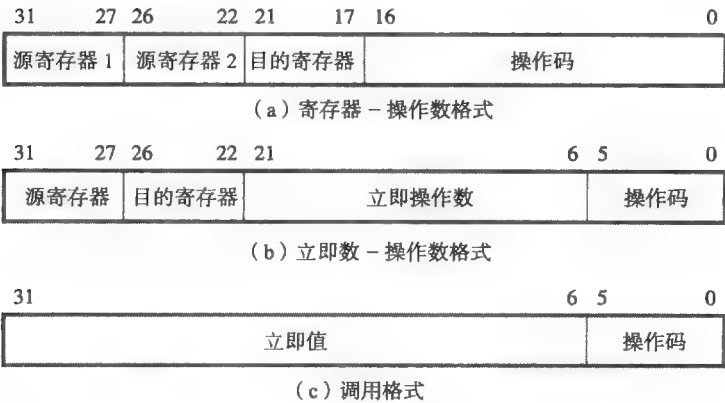 31 27 26 22 21 17 16 0
源寄存器 1 源寄存器 2 目的寄存器 操作码
(a) 寄存器 – 操作数格式
31 27 26 22 21 6 5 0
源寄存器 目的寄存器 立即操作数 操作码
(b) 立即数 – 操作数格式
31 6 5 0
立即值 操作码
(c) 调用格式